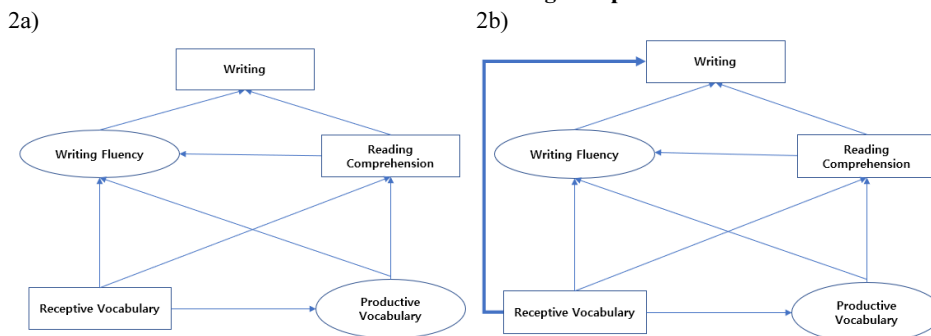 2a)
2b)
Writing
Writing Fluency
Reading
Comprehension
Receptive Vocabulary
Productive
Vocabulary
Writing
Writing Fluency
Reading
Comprehension
Receptive Vocabulary
Productive
Vocabulary